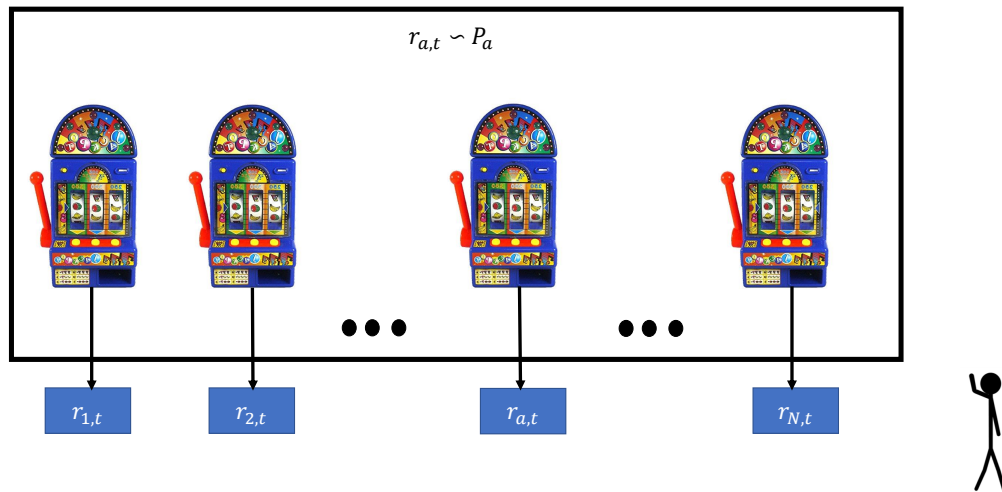 r_{a,t} ∽ P_a
r_{1,t}
r_{2,t}
r_{a,t}
r_{N,t}